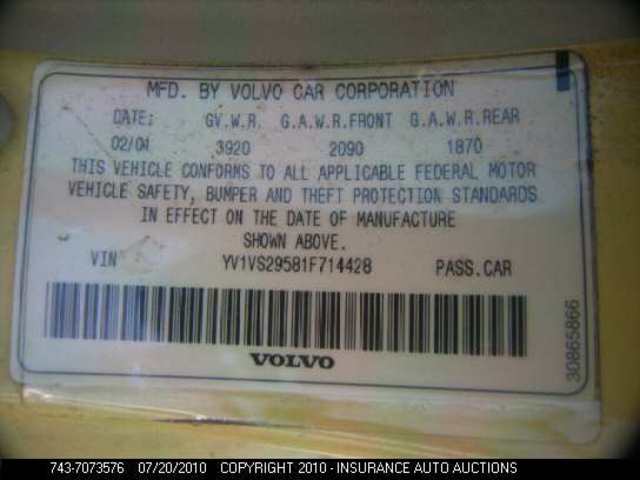 MFD. BY VOLVO CAR CORPORATION
DATE: G.V.W.R. G.A.W.R.FRONT G.A.W.R.REAR
02/01 3920 2090 1870
THIS VEHICLE CONFORMS TO ALL APPLICABLE FEDERAL MOTOR
VEHICLE SAFETY, BUMPER AND THEFT PROTECTION STANDARDS
IN EFFECT ON THE DATE OF MANUFACTURE
SHOWN ABOVE.
VIN YV1VS29581F714428 PASS.CAR
VOLVO
30865866
743-7073576 07/20/2010 COPYRIGHT 2010 - INSURANCE AUTO AUCTIONS